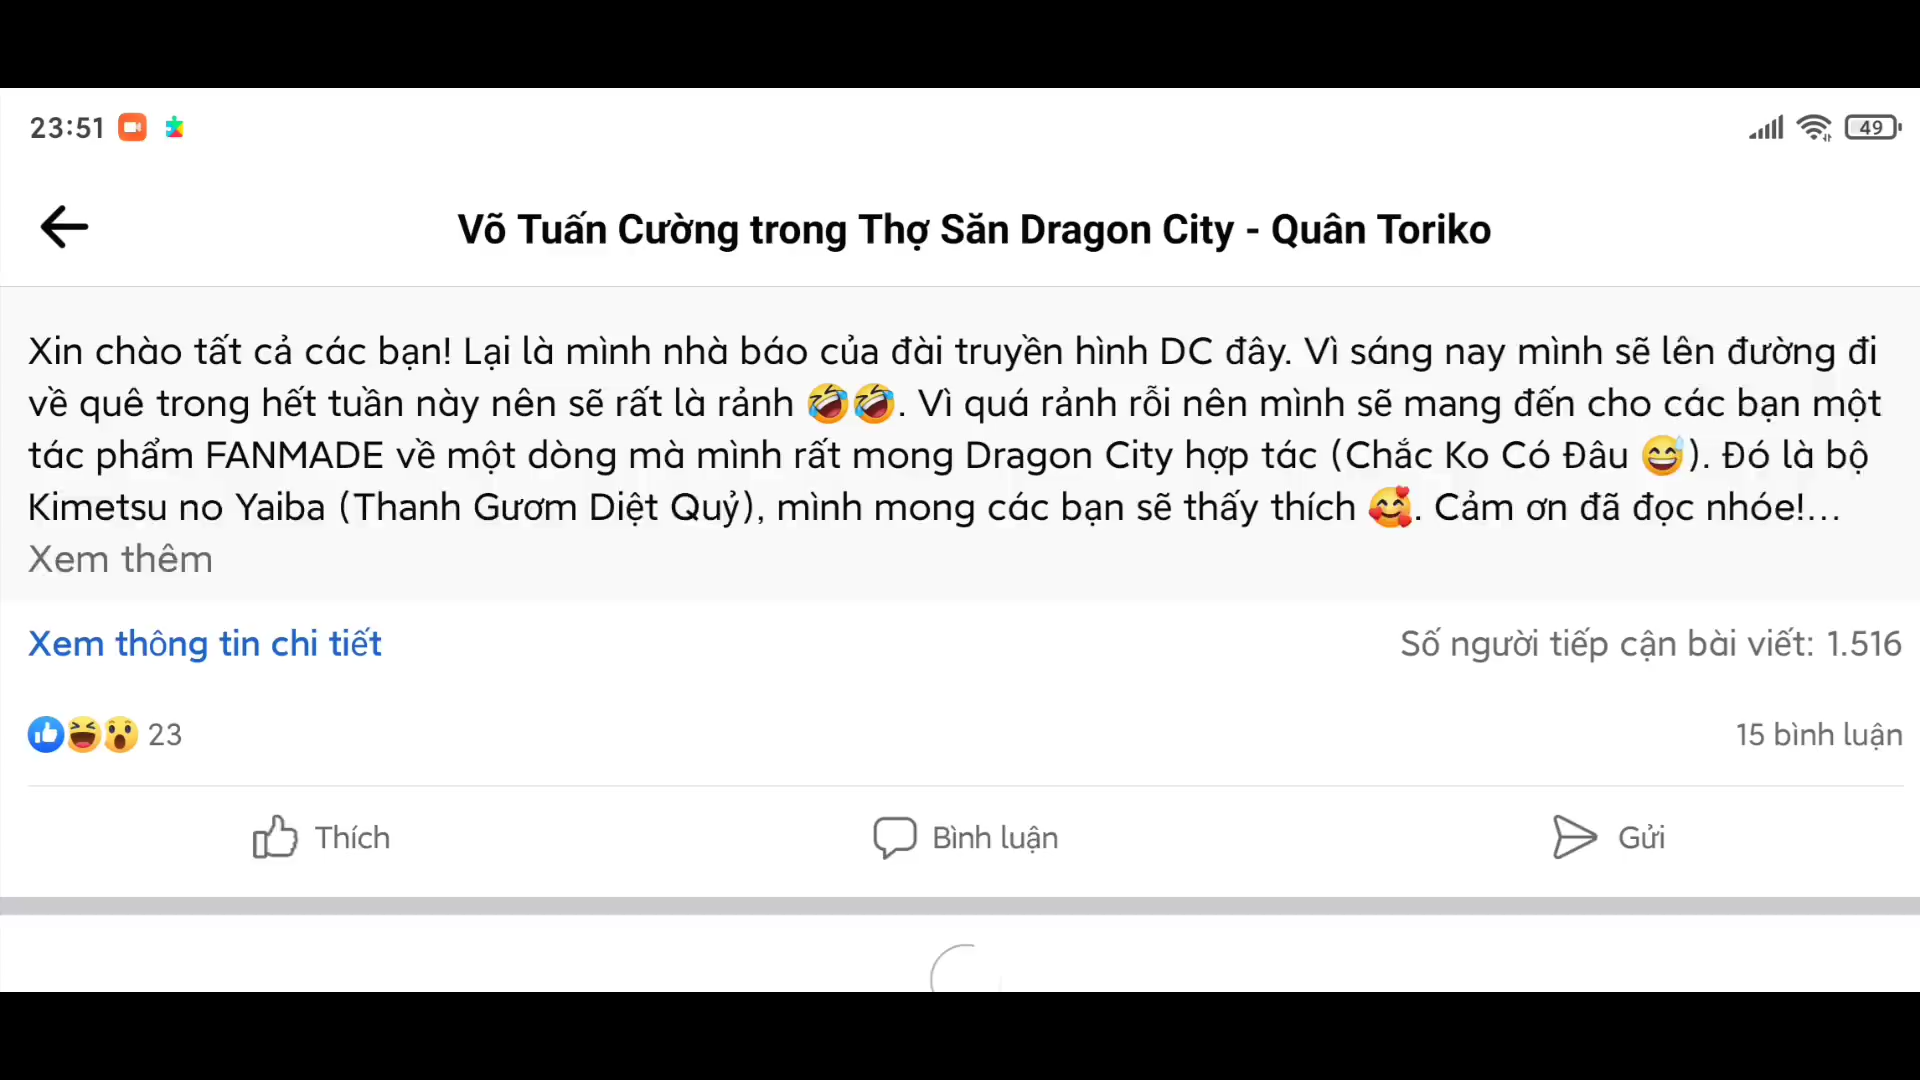 23:51
49
Võ Tuấn Cường trong Thợ Săn Dragon City - Quân Toriko
Xin chào tất cả các bạn! Lại là mình nhà báo của đài truyền hình DC đây. Vì sáng nay mình sẽ lên đường đi
về quê trong hết tuần này nên sẽ rất là rảnh 🤣🤣. Vì quá rảnh rỗi nên mình sẽ mang đến cho các bạn một
tác phẩm FANMADE về một dòng mà mình rất mong Dragon City hợp tác (Chắc Ko Có Đâu 😅). Đó là bộ
Kimetsu no Yaiba (Thanh Gươm Diệt Quỷ), mình mong các bạn sẽ thấy thích 🥰. Cảm ơn đã đọc nhóe!...
Xem thêm
Xem thông tin chi tiết
Số người tiếp cận bài viết: 1.516
23
15 bình luận
Thích
Bình luận
Gửi